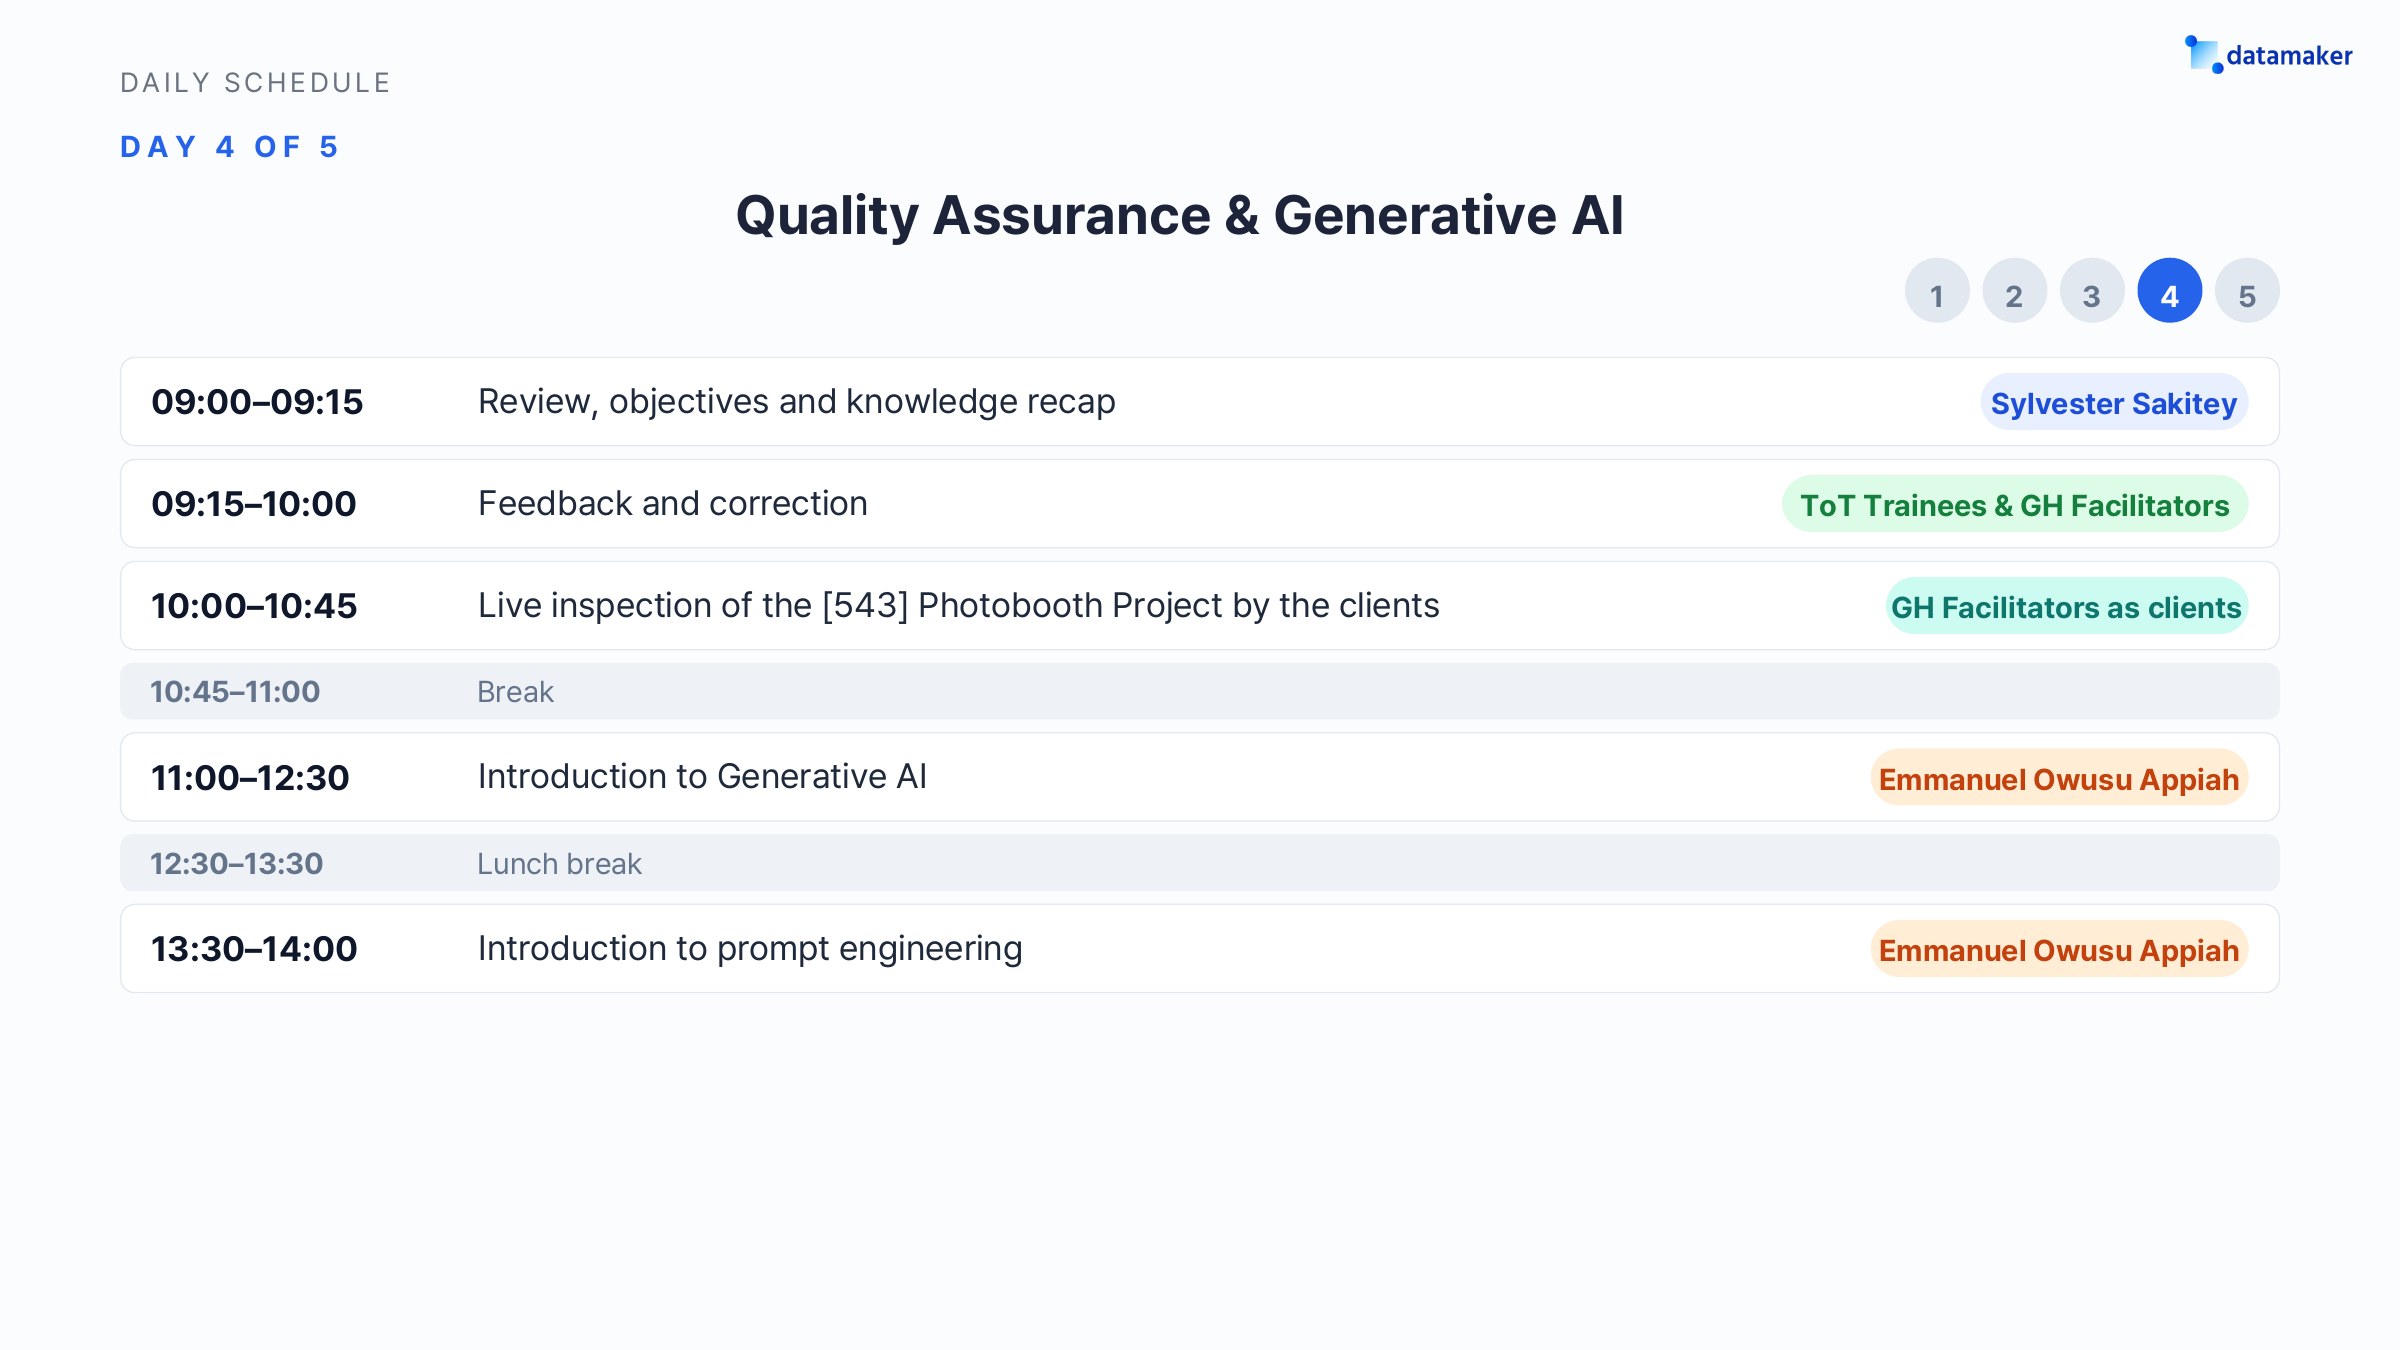 datamaker
DAILY SCHEDULE
DAY 4 OF 5
Quality Assurance & Generative AI
1 2 3 4 5
09:00–09:15 Review, objectives and knowledge recap Sylvester Sakitey
09:15–10:00 Feedback and correction ToT Trainees & GH Facilitators
10:00–10:45 Live inspection of the [543] Photobooth Project by the clients GH Facilitators as clients
10:45–11:00 Break
11:00–12:30 Introduction to Generative AI Emmanuel Owusu Appiah
12:30–13:30 Lunch break
13:30–14:00 Introduction to prompt engineering Emmanuel Owusu Appiah